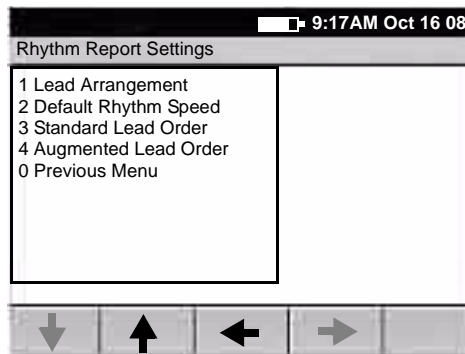 9:17AM Oct 16 08
Rhythm Report Settings
1 Lead Arrangement
2 Default Rhythm Speed
3 Standard Lead Order
4 Augmented Lead Order
0 Previous Menu